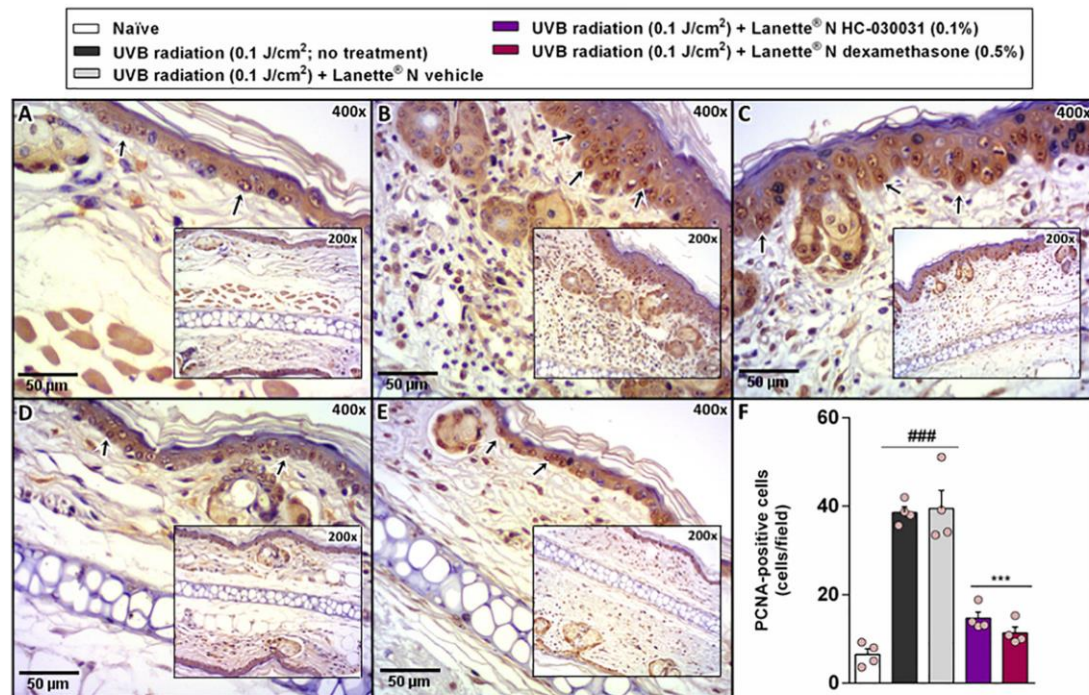 Naïve
UVB radiation (0.1 J/cm²; no treatment)
UVB radiation (0.1 J/cm²) + Lanette® N vehicle
UVB radiation (0.1 J/cm²) + Lanette® N HC-030031 (0.1%)
UVB radiation (0.1 J/cm²) + Lanette® N dexamethasone (0.5%)
A
400x
200x
50 µm
B
400x
200x
50 µm
C
400x
200x
50 µm
D
400x
200x
50 µm
E
400x
200x
50 µm
F
PCNA-positive cells
(cells/field)
60
40
20
0
###
***